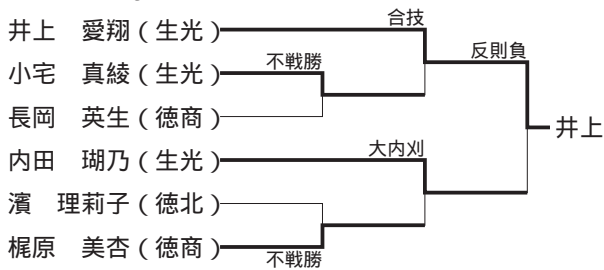 合技
井上 愛翔（生光）
反則負
不戦勝
小宅 真綾（生光）
長岡 英生（徳商）
井上
大内刈
内田 瑚乃（生光）
濱 理莉子（徳北）
梶原 美杏（徳商）
不戦勝